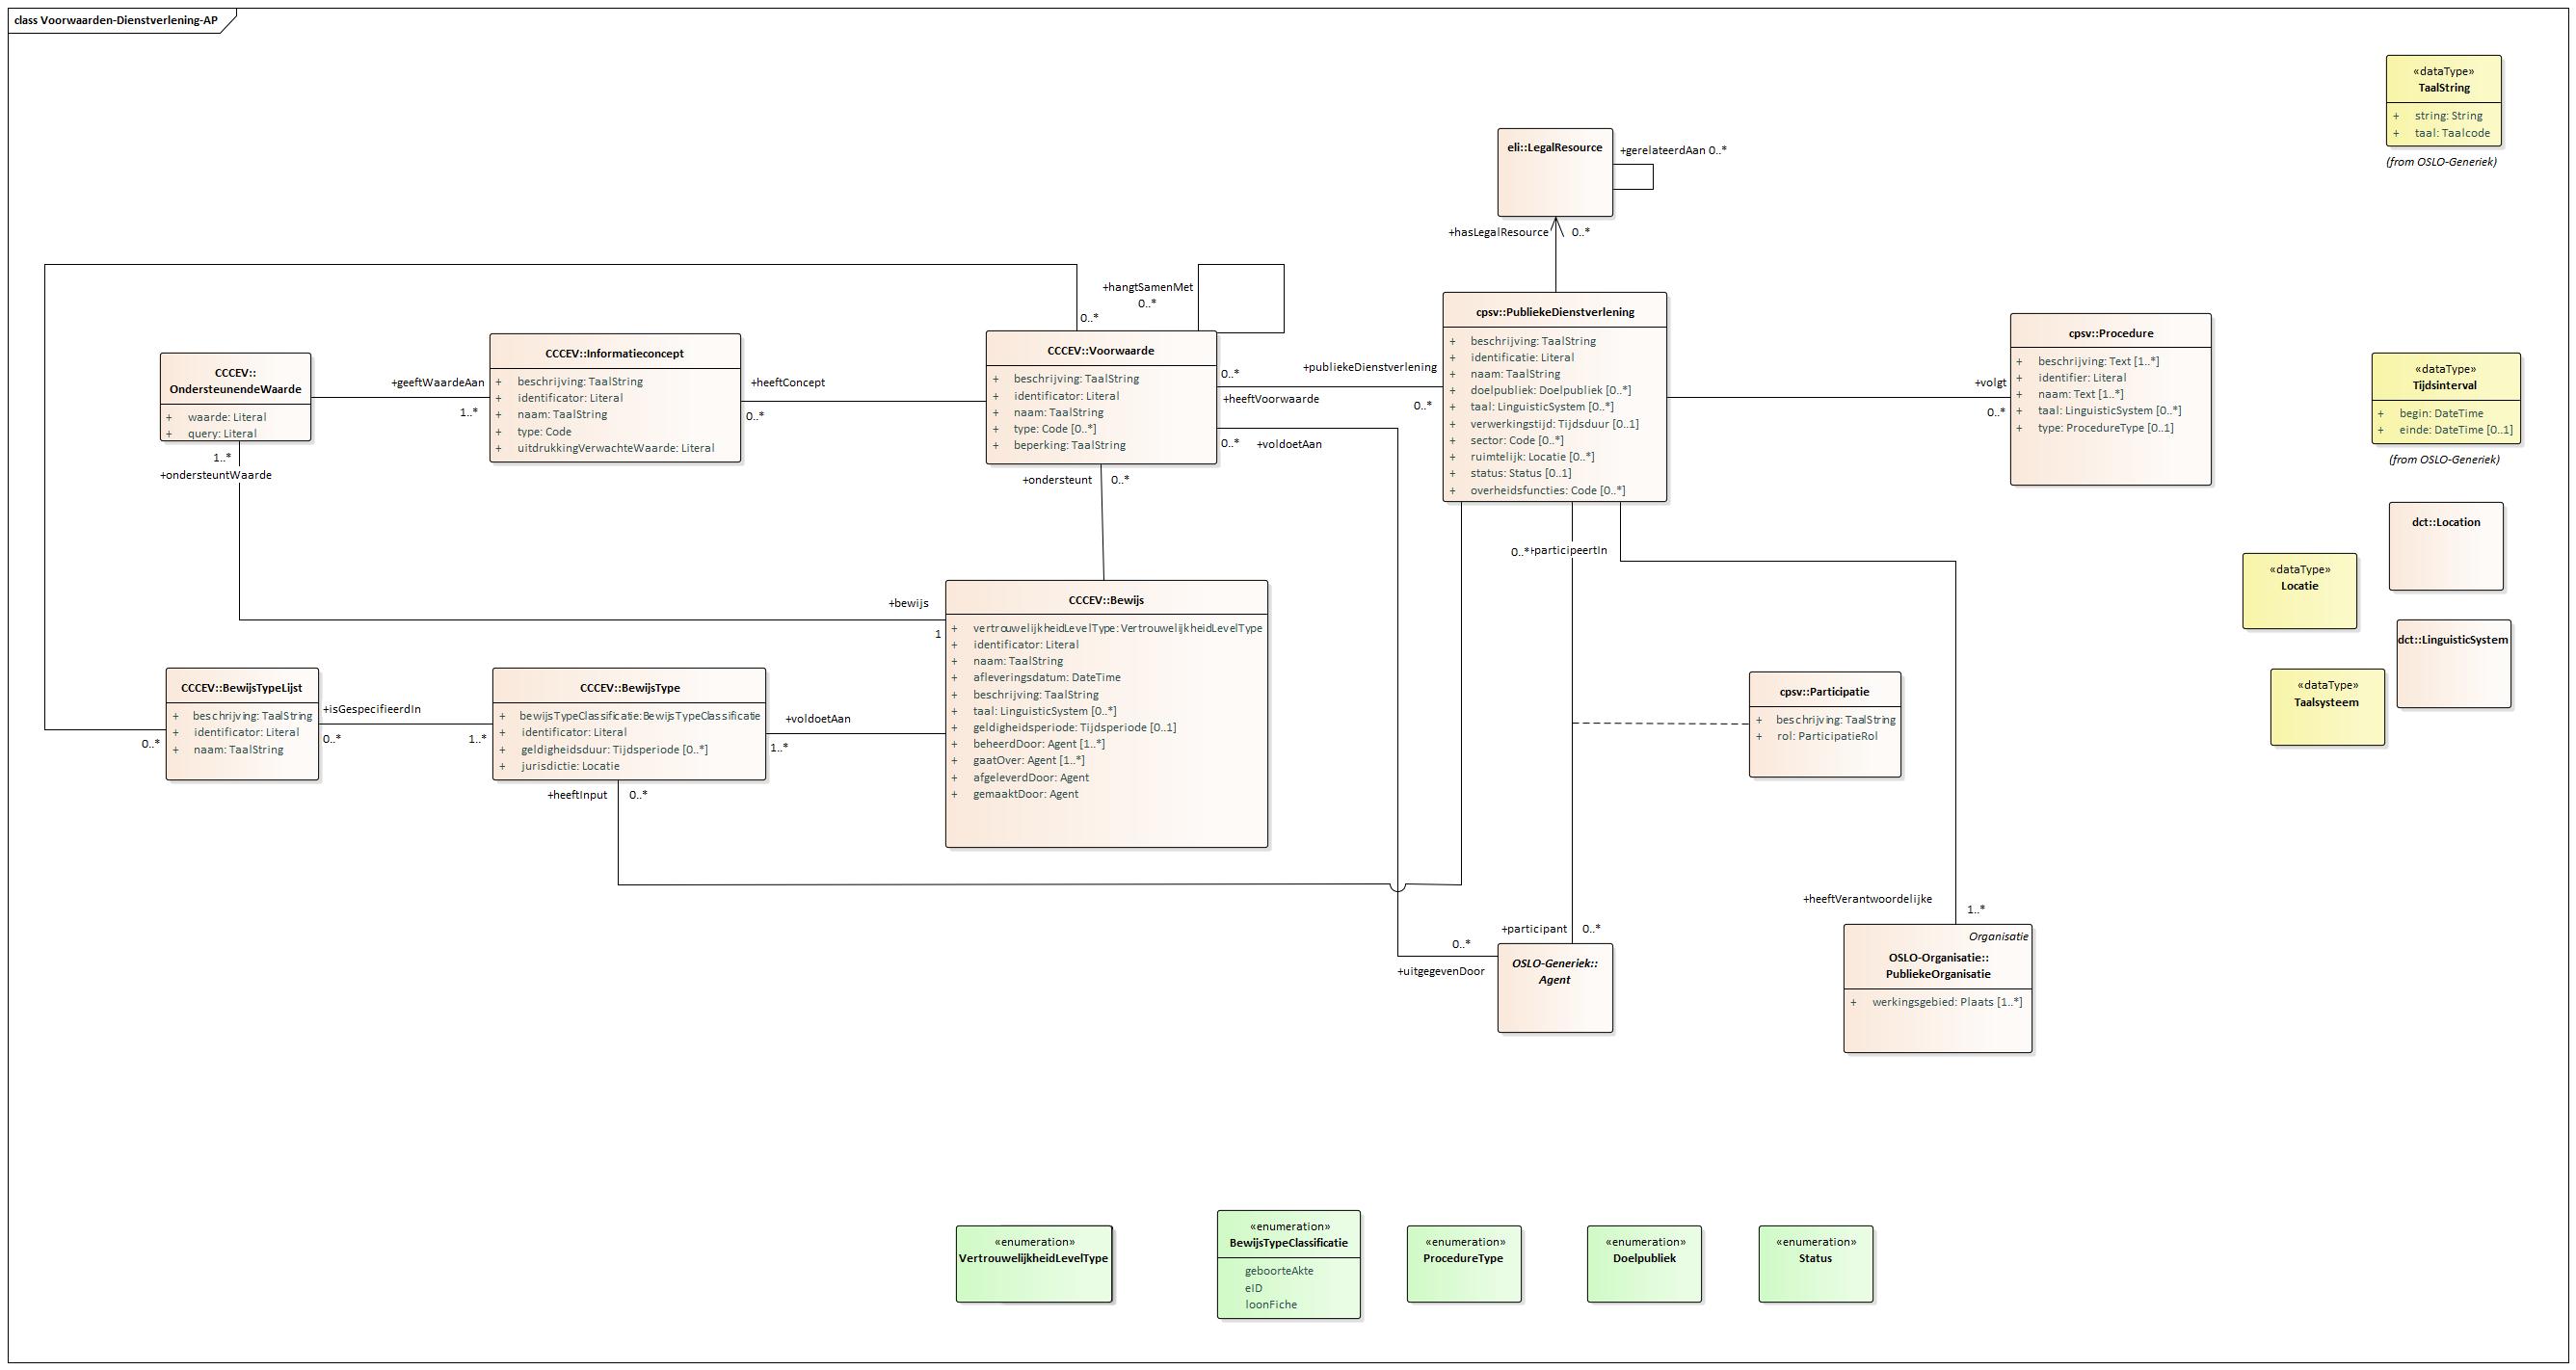 class Voorwaarden-Dienstverlening-AP
«dataType»
TaalString
+ string: String
+ taal: Taalcode
(from OSLO-Generiek)
eli::LegalResource
+gerelateerdAan 0..*
+hasLegalResource 0..*
+hangtSamenMet
0..*
0..*
CCCEV::
OndersteunendeWaarde
+ waarde: Literal
+ query: Literal
+geeftWaardeAan
1..*
1..*
+ondersteuntWaarde
CCCEV::Informatieconcept
+ beschrijving: TaalString
+ identificator: Literal
+ naam: TaalString
+ type: Code
+ uitdrukkingVerwachteWaarde: Literal
+heeftConcept
0..*
CCCEV::Voorwaarde
+ beschrijving: TaalString
+ identificator: Literal
+ naam: TaalString
+ type: Code [0..*]
+ beperking: TaalString
0..*
+heeftVoorwaarde
+publiekeDienstverlening
0..*
0..* +voldoetAan
+ondersteunt 0..*
cpsv::PubliekeDienstverlening
+ beschrijving: TaalString
+ identificatie: Literal
+ naam: TaalString
+ doelpubliek: Doelpubliek [0..*]
+ taal: LinguisticSystem [0..*]
+ verwerkingstijd: Tijdsduur [0..1]
+ sector: Code [0..*]
+ ruimtelijk: Locatie [0..*]
+ status: Status [0..1]
+ overheidsfuncties: Code [0..*]
+volgt
0..*
cpsv::Procedure
+ beschrijving: Text [1..*]
+ identifier: Literal
+ naam: Text [1..*]
+ taal: LinguisticSystem [0..*]
+ type: ProcedureType [0..1]
«dataType»
Tijdsinterval
+ begin: DateTime
+ einde: DateTime [0..1]
(from OSLO-Generiek)
dct::Location
«dataType»
Locatie
dct::LinguisticSystem
«dataType»
Taalsysteem
0..* +participeertIn
+bewijs
1
CCCEV::Bewijs
+ vertrouwelijkheidLevelType: VertrouwelijkheidLevelType
+ identificator: Literal
+ naam: TaalString
+ afleveringsdatum: DateTime
+ beschrijving: TaalString
+ taal: LinguisticSystem [0..*]
+ geldigheidsperiode: Tijdsperiode [0..1]
+ beheerdDoor: Agent [1..*]
+ gaatOver: Agent [1..*]
+ afgeleverdDoor: Agent
+ gemaaktDoor: Agent
CCCEV::BewijsTypeLijst
+ beschrijving: TaalString
+ identificator: Literal
+ naam: TaalString
0..*
+isGespecifieerdIn
0..*
1..*
CCCEV::BewijsType
+ bewijsTypeClassificatie:BewijsTypeClassificatie
+ identificator: Literal
+ geldigheidsduur: Tijdsperiode [0..*]
+ jurisdictie: Locatie
+voldoetAan
1..*
+heeftInput 0..*
cpsv::Participatie
+ beschrijving: TaalString
+ rol: ParticipatieRol
+heeftVerantwoordelijke
1..*
+participant 0..*
0..*
+uitgegevenDoor
OSLO-Generiek::
Agent
Organisatie
OSLO-Organisatie::
PubliekeOrganisatie
+ werkingsgebied: Plaats [1..*]
«enumeration»
VertrouwelijkheidLevelType
«enumeration»
BewijsTypeClassificatie
geboorteAkte
eID
loonFiche
«enumeration»
ProcedureType
«enumeration»
Doelpubliek
«enumeration»
Status